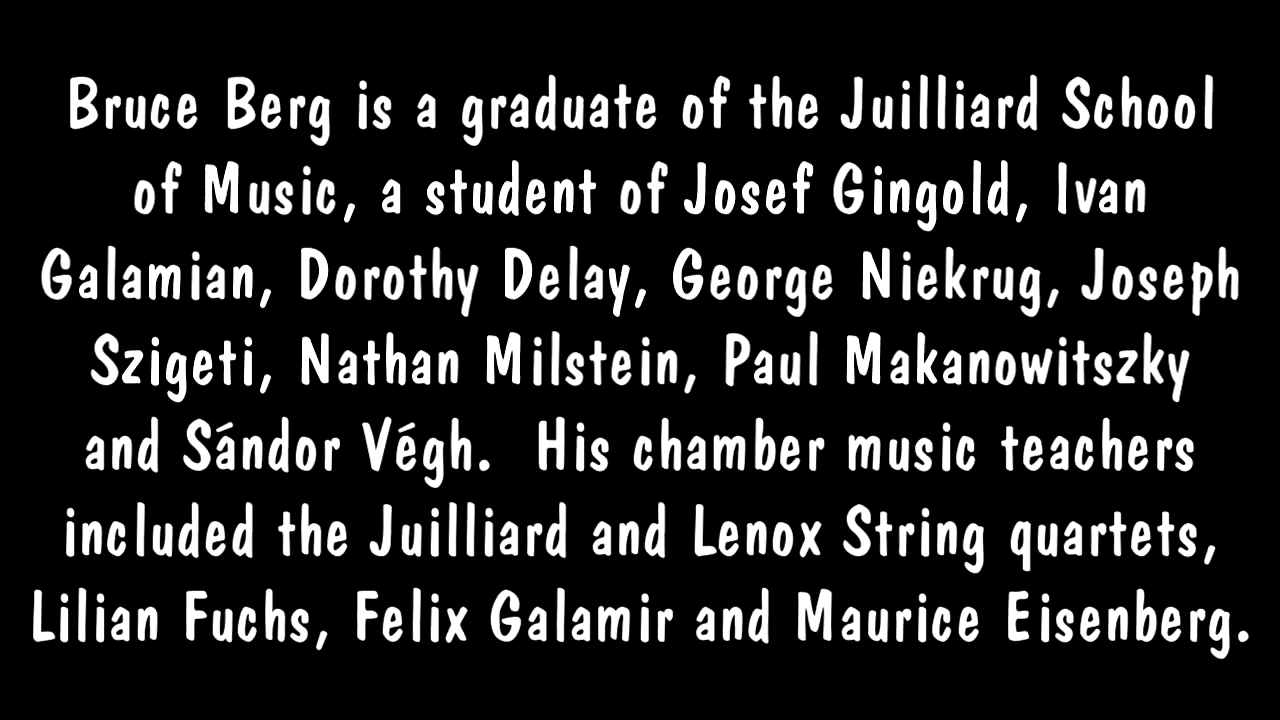 Bruce Berg is a graduate of the Juilliard School
of Music, a student of Josef Gingold, Ivan
Galamian, Dorothy Delay, George Niekrug, Joseph
Szigeti, Nathan Milstein, Paul Makanowitszky
and Sándor Végh.  His chamber music teachers
included the Juilliard and Lenox String quartets,
Lilian Fuchs, Felix Galamir and Maurice Eisenberg.